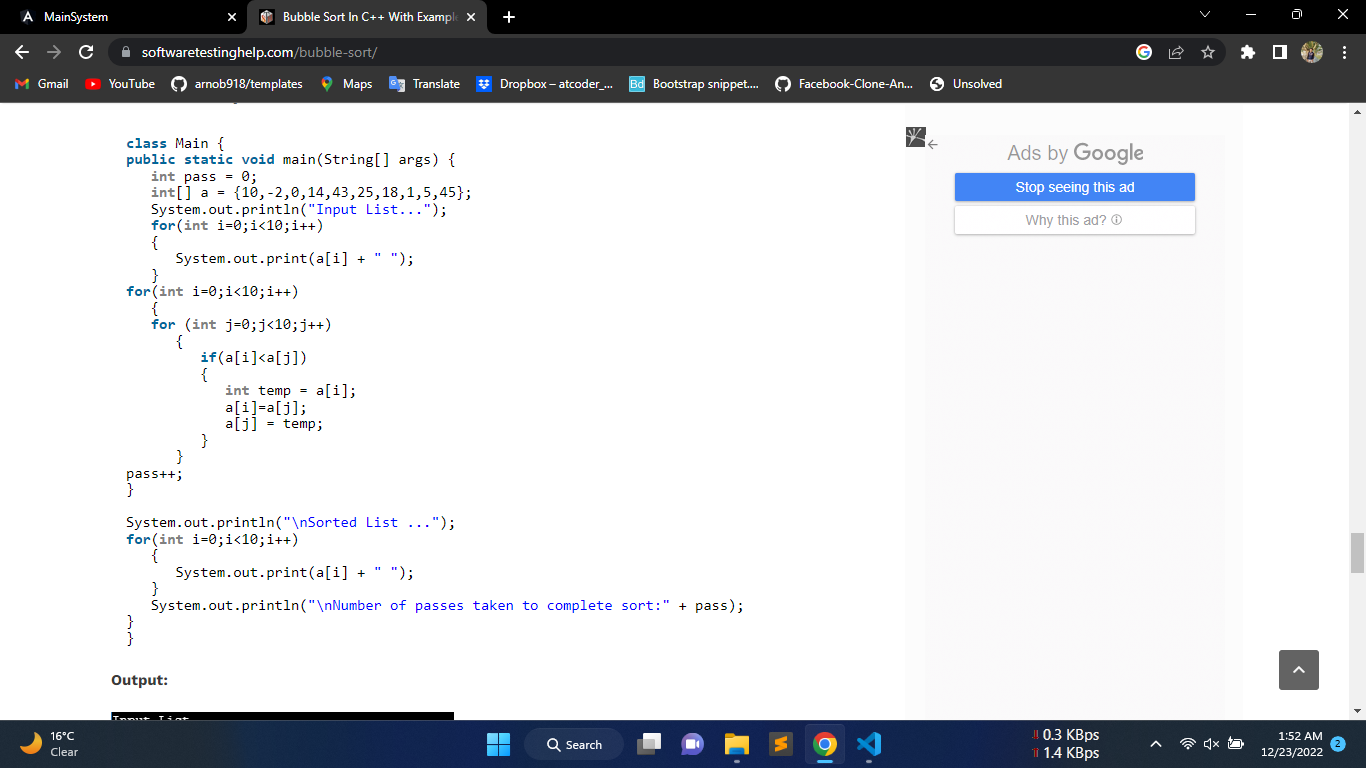 MainSystem
Bubble Sort In C++ With Exampl
softwaretestinghelp.com/bubble-sort/
Gmail YouTube arnob918/templates Maps Translate Dropbox – atcoder_... Bd Bootstrap snippet.... Facebook-Clone-An... Unsolved
class Main {
public static void main(String[] args) {
int pass = 0;
int[] a = {10,-2,0,14,43,25,18,1,5,45};
System.out.println("Input List...");
for(int i=0;i<10;i++)
{
System.out.print(a[i] + " ");
}
for(int i=0;i<10;i++)
{
for (int j=0;j<10;j++)
{
if(a[i]<a[j])
{
int temp = a[i];
a[i]=a[j];
a[j] = temp;
}
}
pass++;
}
System.out.println("\nSorted List ...");
for(int i=0;i<10;i++)
{
System.out.print(a[i] + " ");
}
System.out.println("\nNumber of passes taken to complete sort:" + pass);
}
}
Output:
Input List
Ads by Google
Stop seeing this ad
Why this ad?
16°C
Clear
Search
0.3 KBps
1.4 KBps
1:52 AM
12/23/2022
2